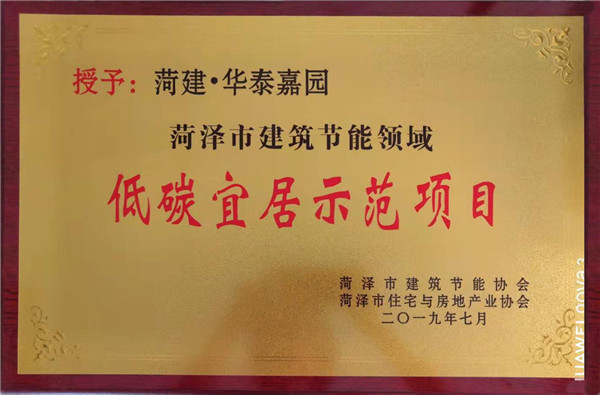 授予：菏建·华泰嘉园
菏泽市建筑节能领域
低碳宜居示范项目
菏泽市建筑节能协会
菏泽市住宅与房地产业协会
二〇一九年七月
HUAWEI nova 3